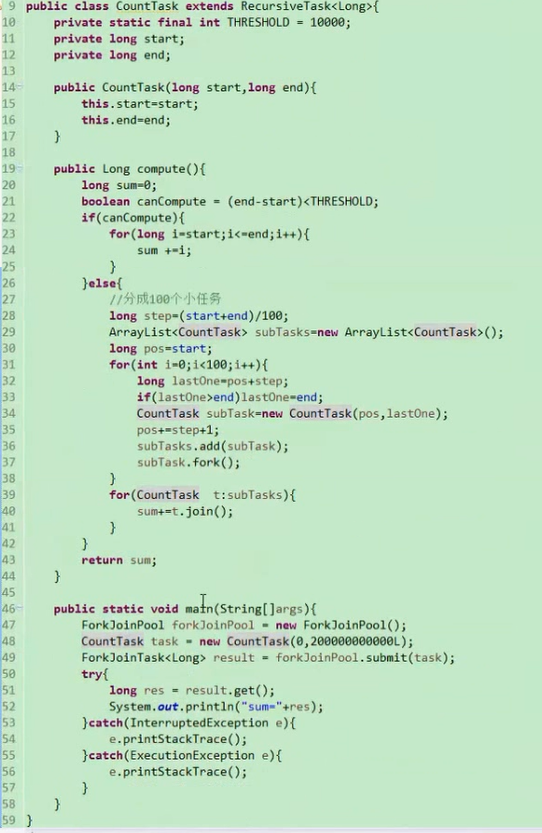 9 public class CountTask extends RecursiveTask<Long>{
10 private static final int THRESHOLD = 10000;
11 private long start;
12 private long end;
13
14 public CountTask(long start,long end){
15 this.start=start;
16 this.end=end;
17 }
18
19 public Long compute(){
20 long sum=0;
21 boolean canCompute = (end-start)<THRESHOLD;
22 if(canCompute){
23 for(long i=start;i<=end;i++){
24 sum +=i;
25 }
26 }else{
27 //分成100个小任务
28 long step=(start+end)/100;
29 ArrayList<CountTask> subTasks=new ArrayList<CountTask>();
30 long pos=start;
31 for(int i=0;i<100;i++){
32 long lastOne=pos+step;
33 if(lastOne>end)lastOne=end;
34 CountTask subTask=new CountTask(pos,lastOne);
35 pos+=step+1;
36 subTasks.add(subTask);
37 subTask.fork();
38 }
39 for(CountTask t:subTasks){
40 sum+=t.join();
41 }
42 }
43 return sum;
44 }
45
46 public static void main(String[]args){
47 ForkJoinPool forkJoinPool = new ForkJoinPool();
48 CountTask task = new CountTask(0,200000000000L);
49 ForkJoinTask<Long> result = forkJoinPool.submit(task);
50 try{
51 long res = result.get();
52 System.out.println("sum="+res);
53 }catch(InterruptedException e){
54 e.printStackTrace();
55 }catch(ExecutionException e){
56 e.printStackTrace();
57 }
58 }
59 }